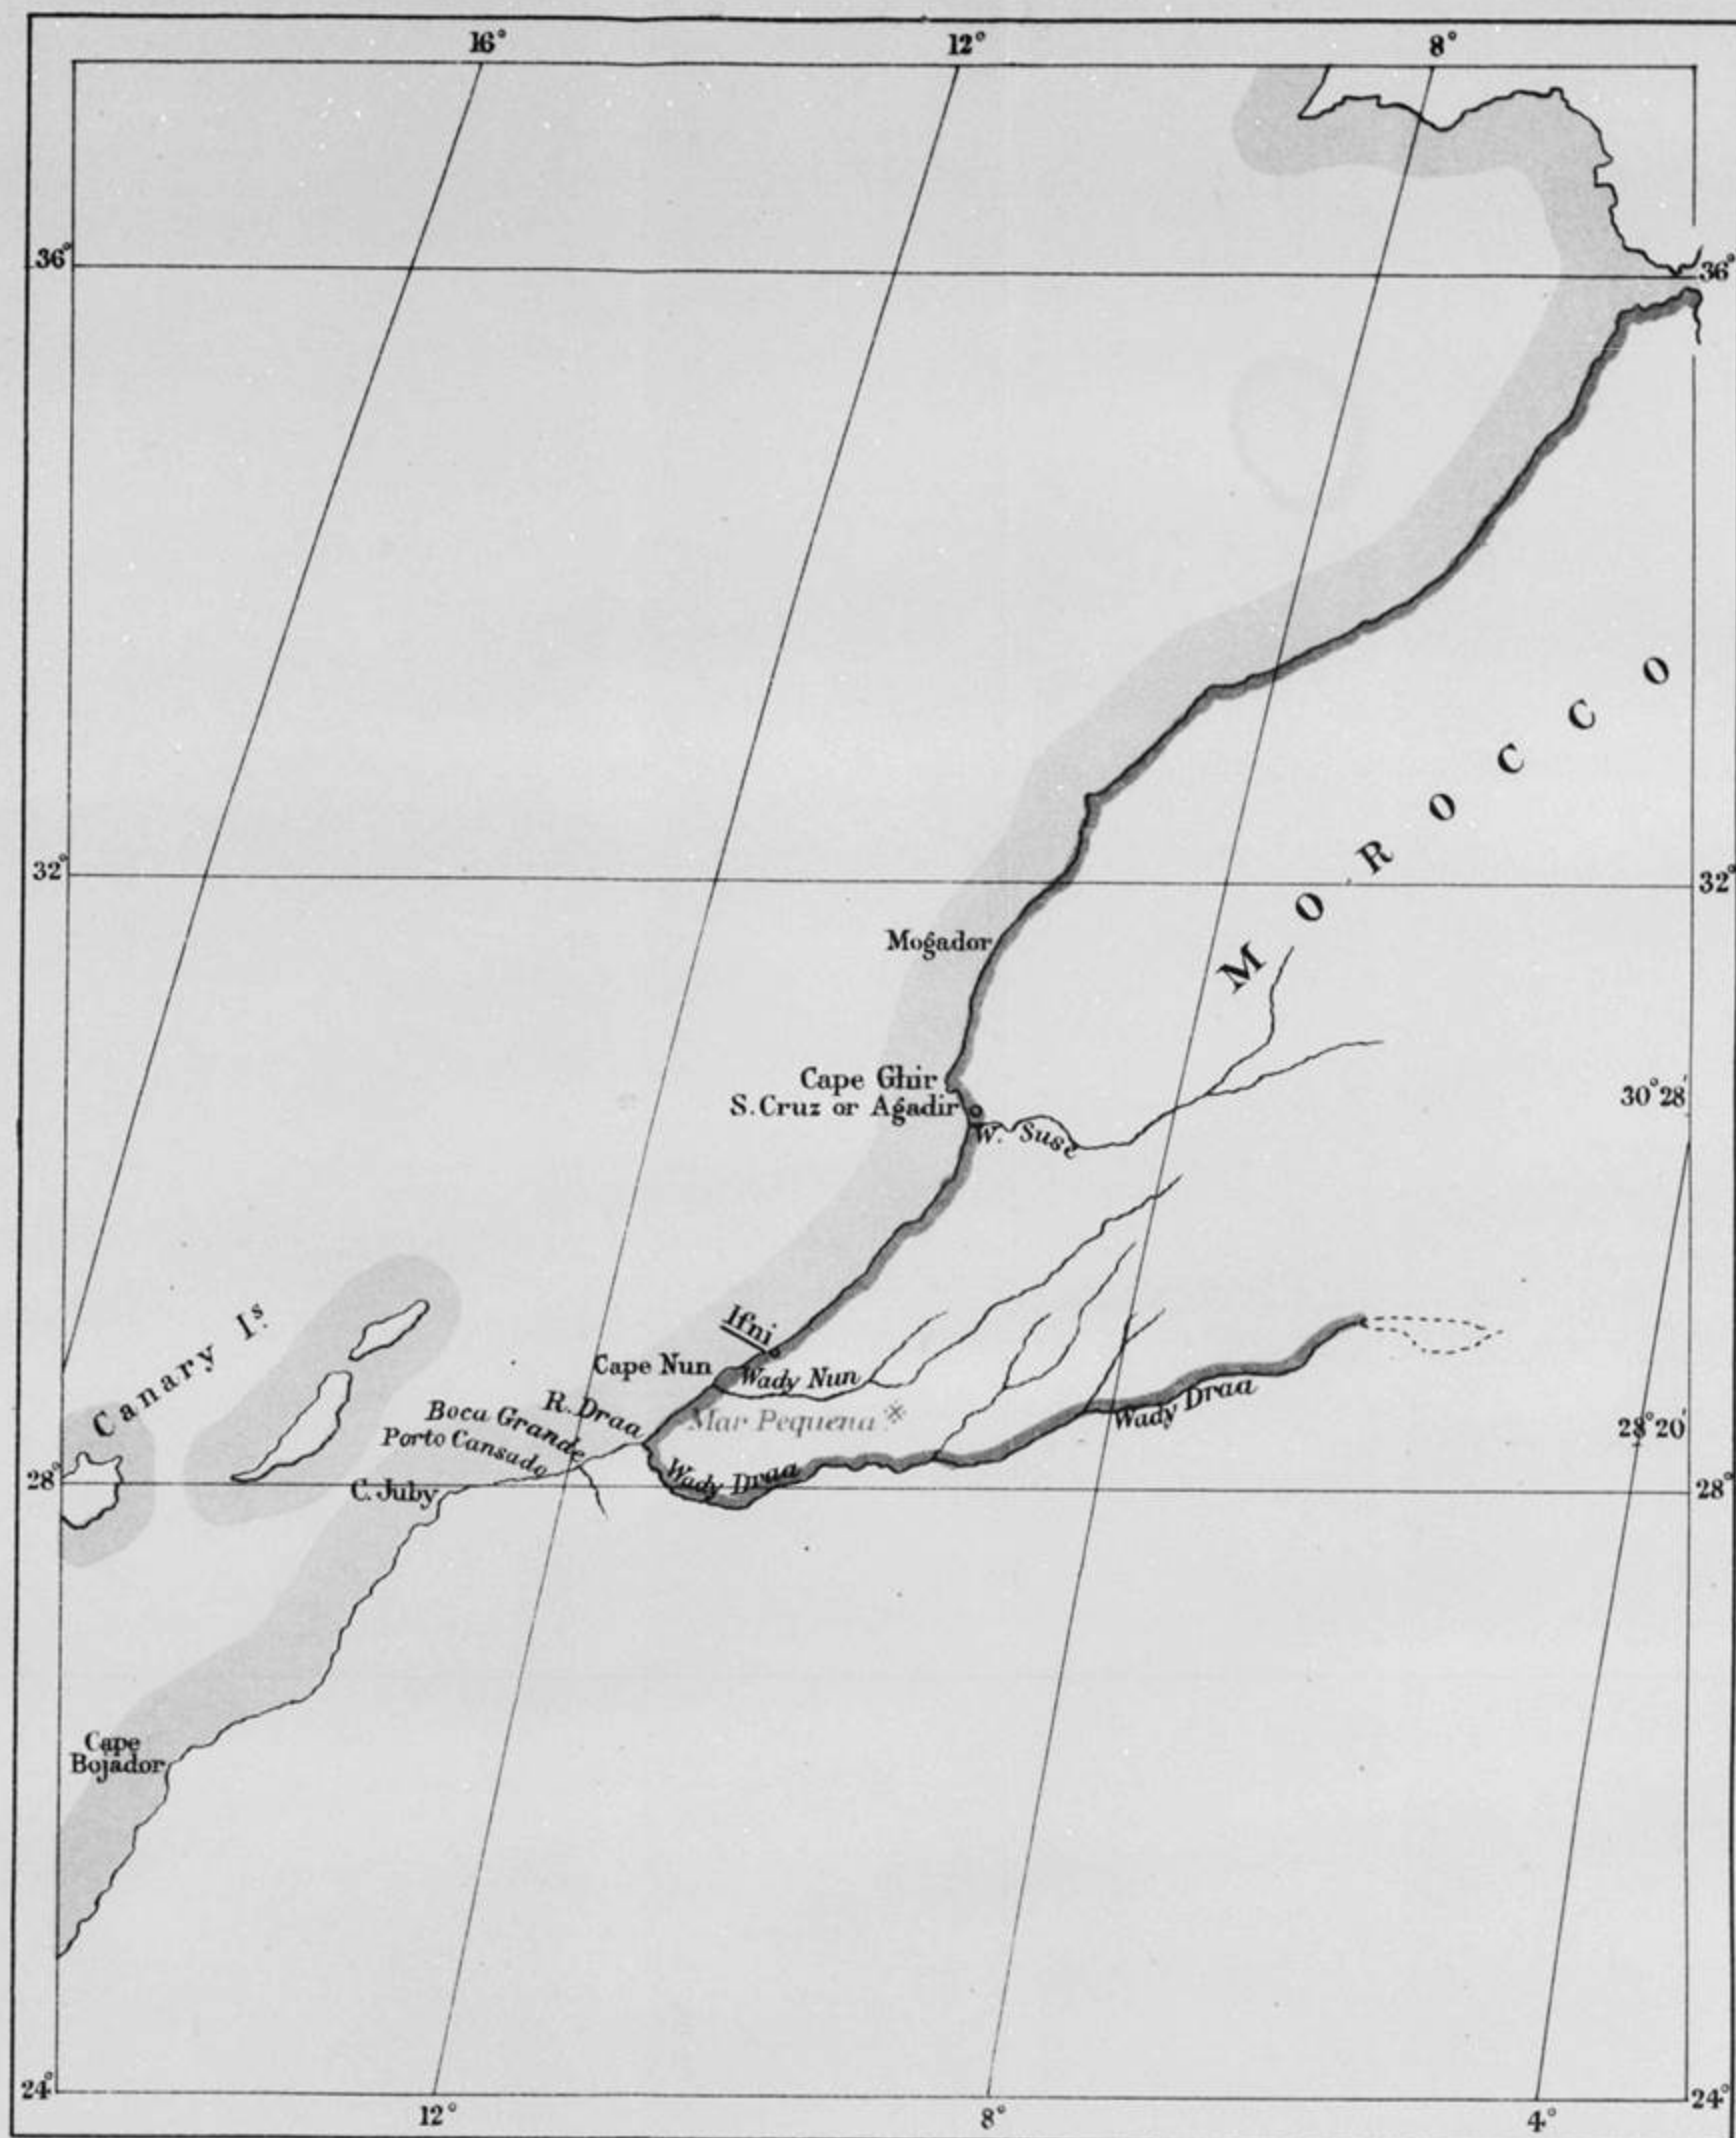 16° 12° 8°
36° 36°
MOROCCO
32° 32°
Mogador
Cape Ghir
S. Cruz or Agadir
30°28'
W. Suse
Canary Is.
Ifni
Cape Nun
Wady Nun
R. Draa
Boca Grande
Mar Pequena
Porto Cansado
Wady Draa
28°20'
Wady Draa
C. Juby
28° 28°
Cape
Bojador
24° 24°
12° 8° 4°